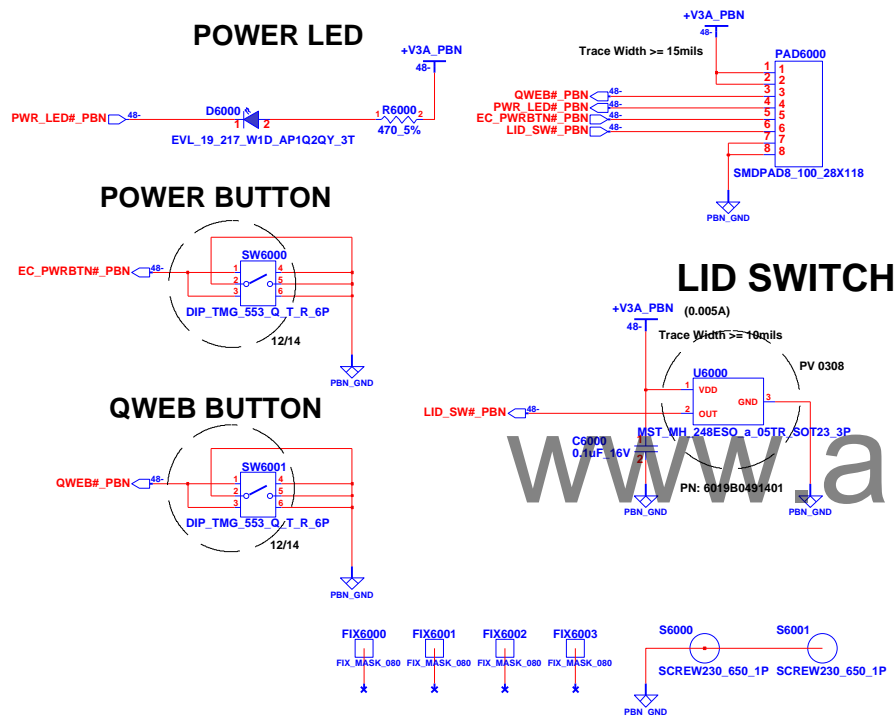 POWER LED
+V3A_PBN
48-
PWR_LED#_PBN 48-
D6000
1 2
EVL_19_217_W1D_AP1Q2QY_3T
R6000
1 2
470_5%
+V3A_PBN
48-
Trace Width >= 15mils
PAD6000
QWEB#_PBN 48-
PWR_LED#_PBN 48-
EC_PWRBTN#_PBN 48-
LID_SW#_PBN 48-
1 1
2 2
3 3
4 4
5 5
6 6
7 7
8 8
SMDPAD8_100_28X118
PBN_GND
POWER BUTTON
EC_PWRBTN#_PBN 48-
SW6000
1 4
2 5
3 6
DIP_TMG_553_Q_T_R_6P
12/14
PBN_GND
LID SWITCH
+V3A_PBN
48-
(0.005A)
Trace Width >= 10mils
PV 0308
U6000
1 VDD
GND 3
2 OUT
LID_SW#_PBN 48-
MST_MH_248ESO_a_05TR_SOT23_3P
C6000
0.1uF_16V
1
2
PN: 6019B0491401
PBN_GND
PBN_GND
www.a
QWEB BUTTON
QWEB#_PBN 48-
SW6001
1 4
2 5
3 6
DIP_TMG_553_Q_T_R_6P
12/14
PBN_GND
FIX6000 FIX6001 FIX6002 FIX6003
FIX_MASK_080 FIX_MASK_080 FIX_MASK_080 FIX_MASK_080
S6000 S6001
SCREW230_650_1P SCREW230_650_1P
PBN_GND